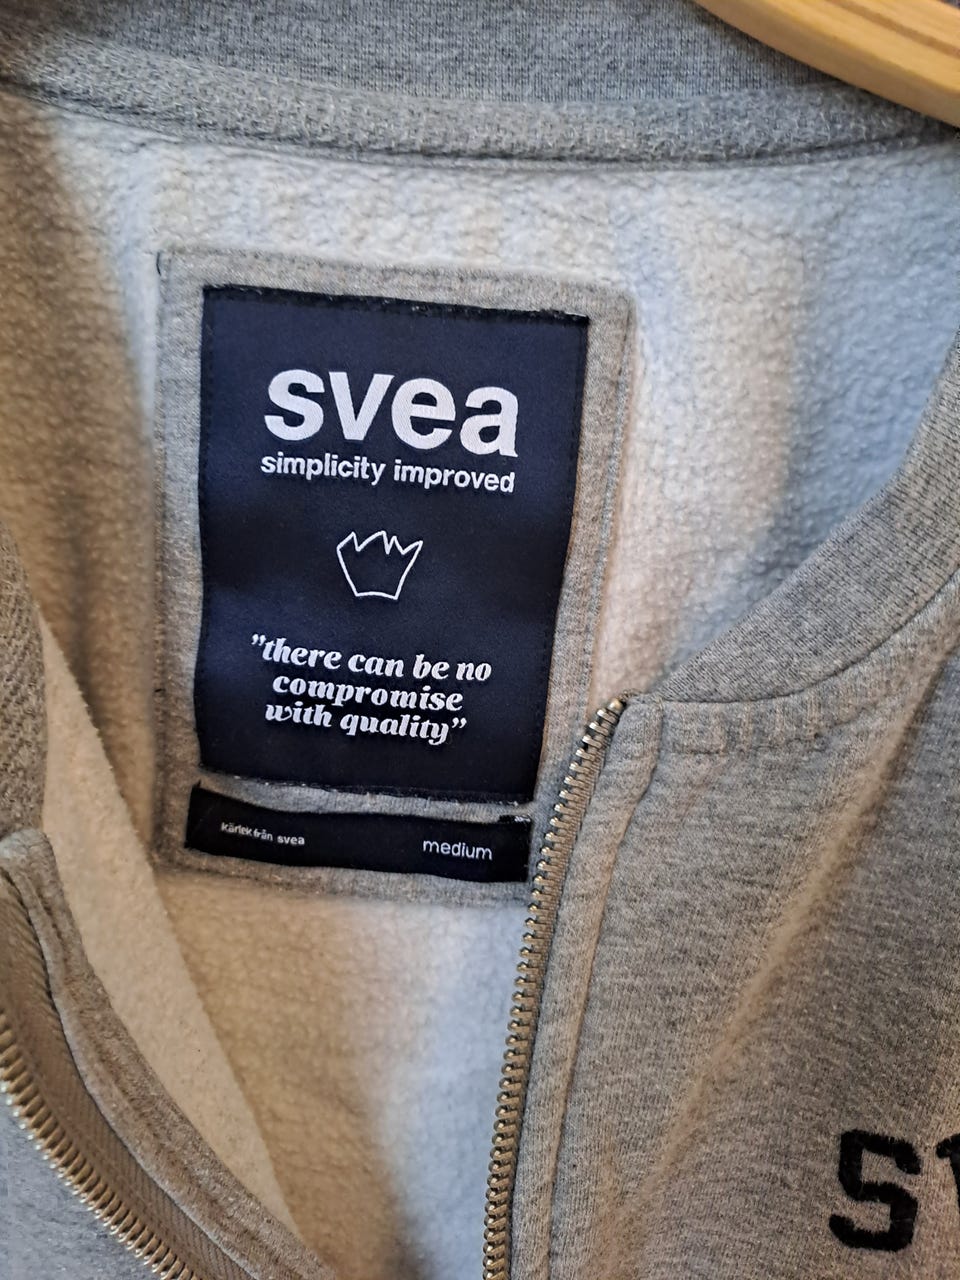 svea
simplicity improved
”there can be no
compromise
with quality”
kärlek från svea
medium
S